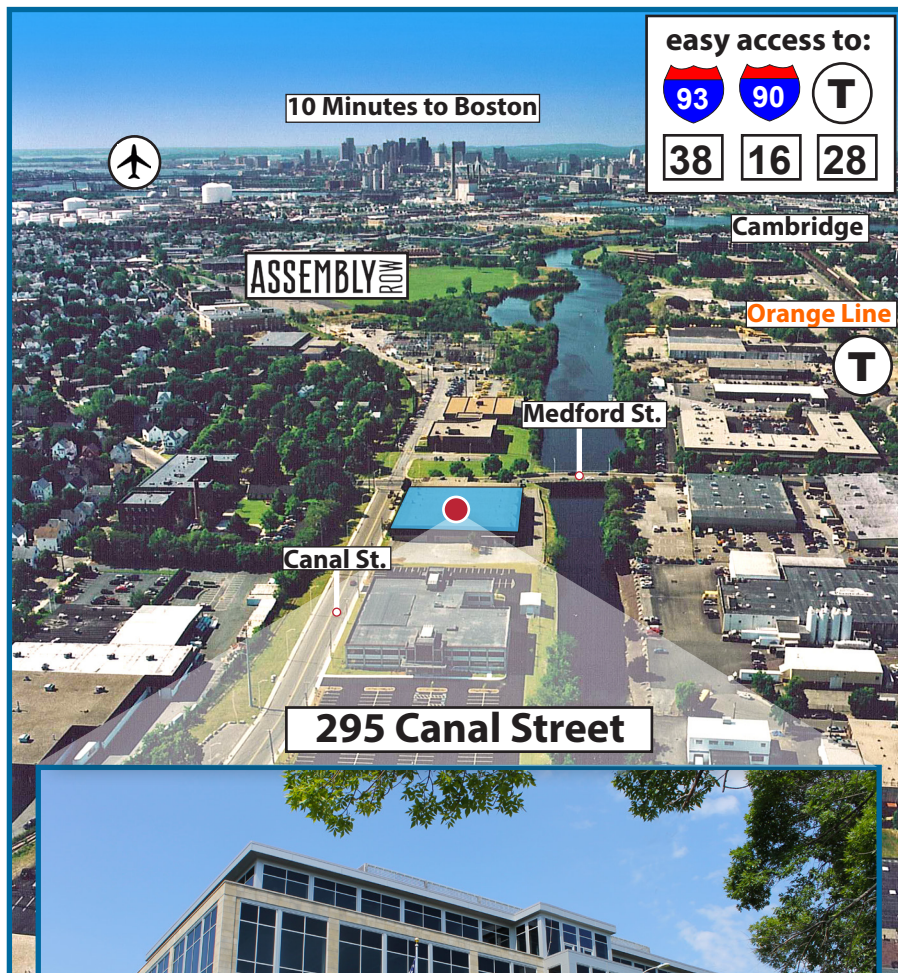 easy access to:
93 90 T
38 16 28
10 Minutes to Boston
Cambridge
ASSEMBLY ROW
Orange Line
T
Medford St.
Canal St.
295 Canal Street